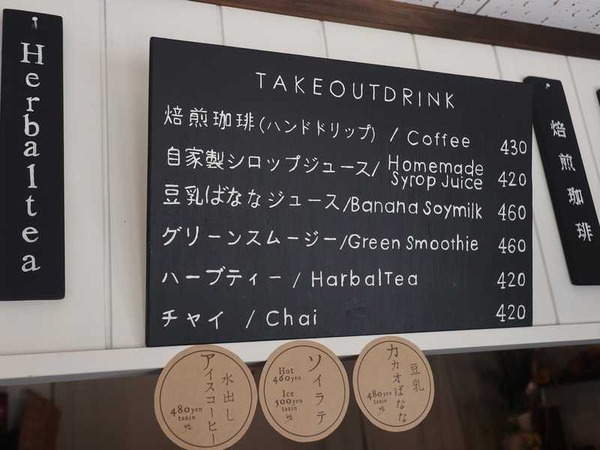 Herbaltea
TAKEOUTDRINK
焙煎珈琲(ハンドドリップ) / Coffee 430
自家製シロップジュース/ Homemade Syrop Juice 420
豆乳ばななジュース/Banana Soymilk 460
グリーンスムージー/Green Smoothie 460
ハーブティー / HarbalTea 420
チャイ / Chai 420
焙煎珈琲
水出し
アイスコーヒー
480yen
taxin
ソイラテ
Hot
460yen
Ice
500yen
taxin
豆乳
カカオばなな
480yen
taxin